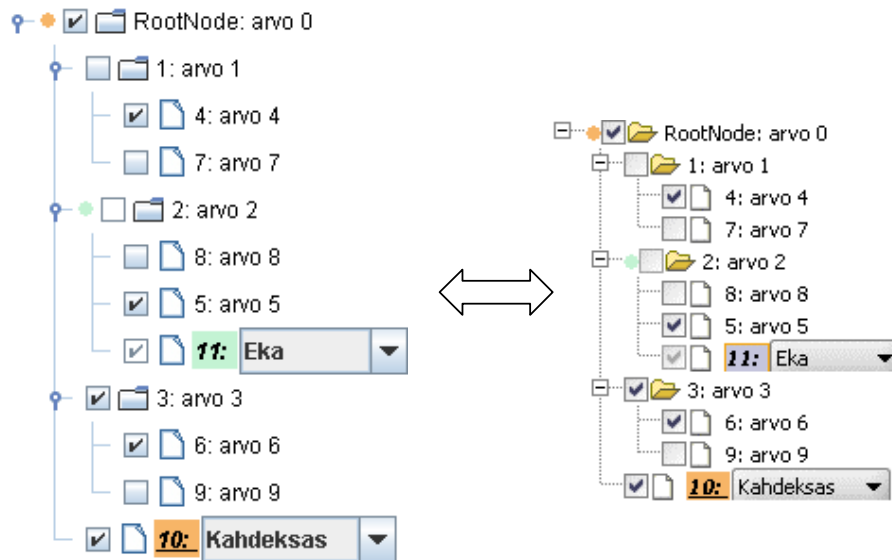 RootNode: arvo 0
1: arvo 1
4: arvo 4
7: arvo 7
2: arvo 2
8: arvo 8
5: arvo 5
11: Eka
3: arvo 3
6: arvo 6
9: arvo 9
10: Kahdeksas
RootNode: arvo 0
1: arvo 1
4: arvo 4
7: arvo 7
2: arvo 2
8: arvo 8
5: arvo 5
11: Eka
3: arvo 3
6: arvo 6
9: arvo 9
10: Kahdeksas